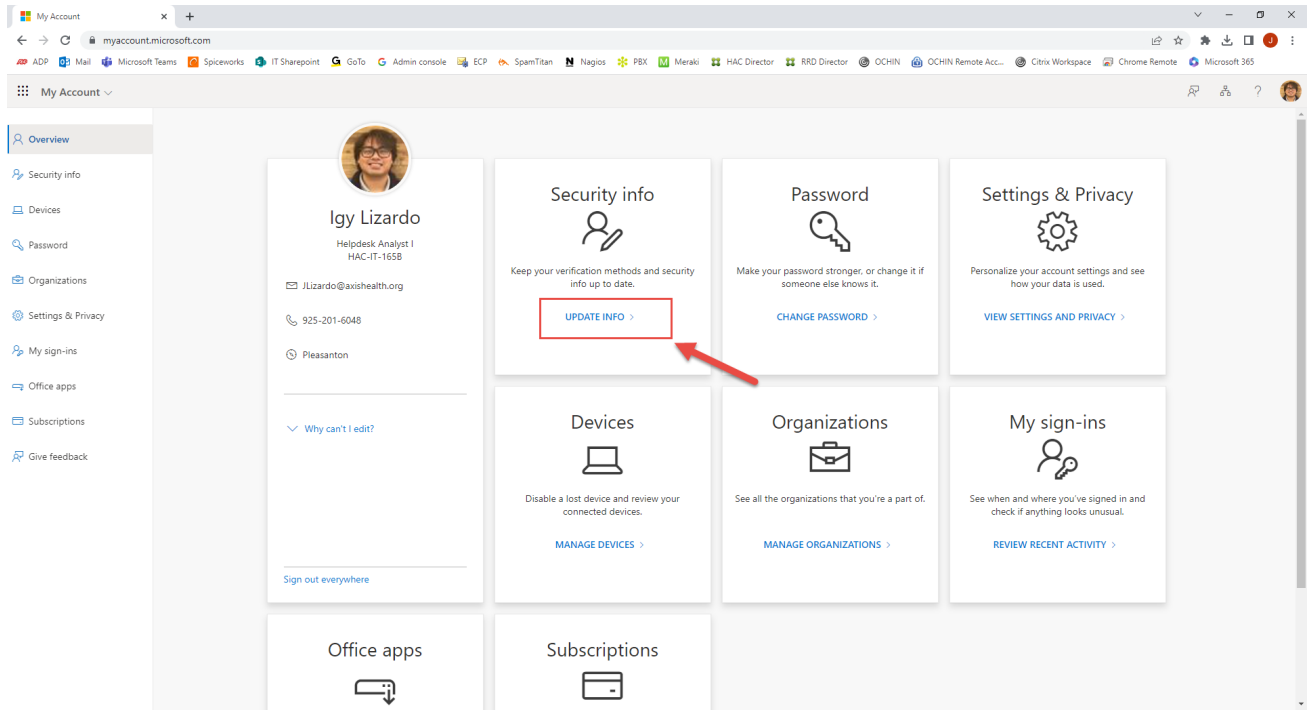 My Account
myaccount.microsoft.com
J
ADP Mail Microsoft Teams Spiceworks IT Sharepoint GoTo Admin console ECP SpamTitan Nagios PBX Meraki HAC Director RRD Director OCHIN OCHIN Remote Acc... Citrix Workspace Chrome Remote Microsoft 365
My Account
Overview
Security info
Devices
Password
Organizations
Settings & Privacy
My sign-ins
Office apps
Subscriptions
Give feedback
Igy Lizardo
Helpdesk Analyst I
HAC-IT-165B
JLizardo@axishealth.org
925-201-6048
Pleasanton
Why can't I edit?
Sign out everywhere
Security info
Keep your verification methods and security
info up to date.
UPDATE INFO >
Password
Make your password stronger, or change it if
someone else knows it.
CHANGE PASSWORD >
Settings & Privacy
Personalize your account settings and see
how your data is used.
VIEW SETTINGS AND PRIVACY >
Devices
Disable a lost device and review your
connected devices.
MANAGE DEVICES >
Organizations
See all the organizations that you're a part of.
MANAGE ORGANIZATIONS >
My sign-ins
See when and where you've signed in and
check if anything looks unusual.
REVIEW RECENT ACTIVITY >
Office apps
Subscriptions